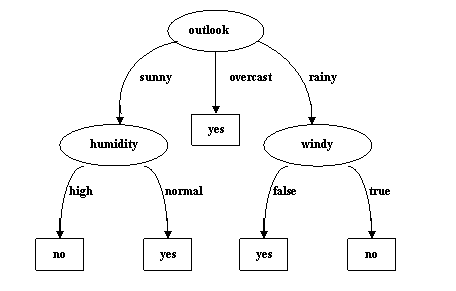 outlook
sunny overcast rainy
yes
humidity windy
high normal false true
no yes yes no